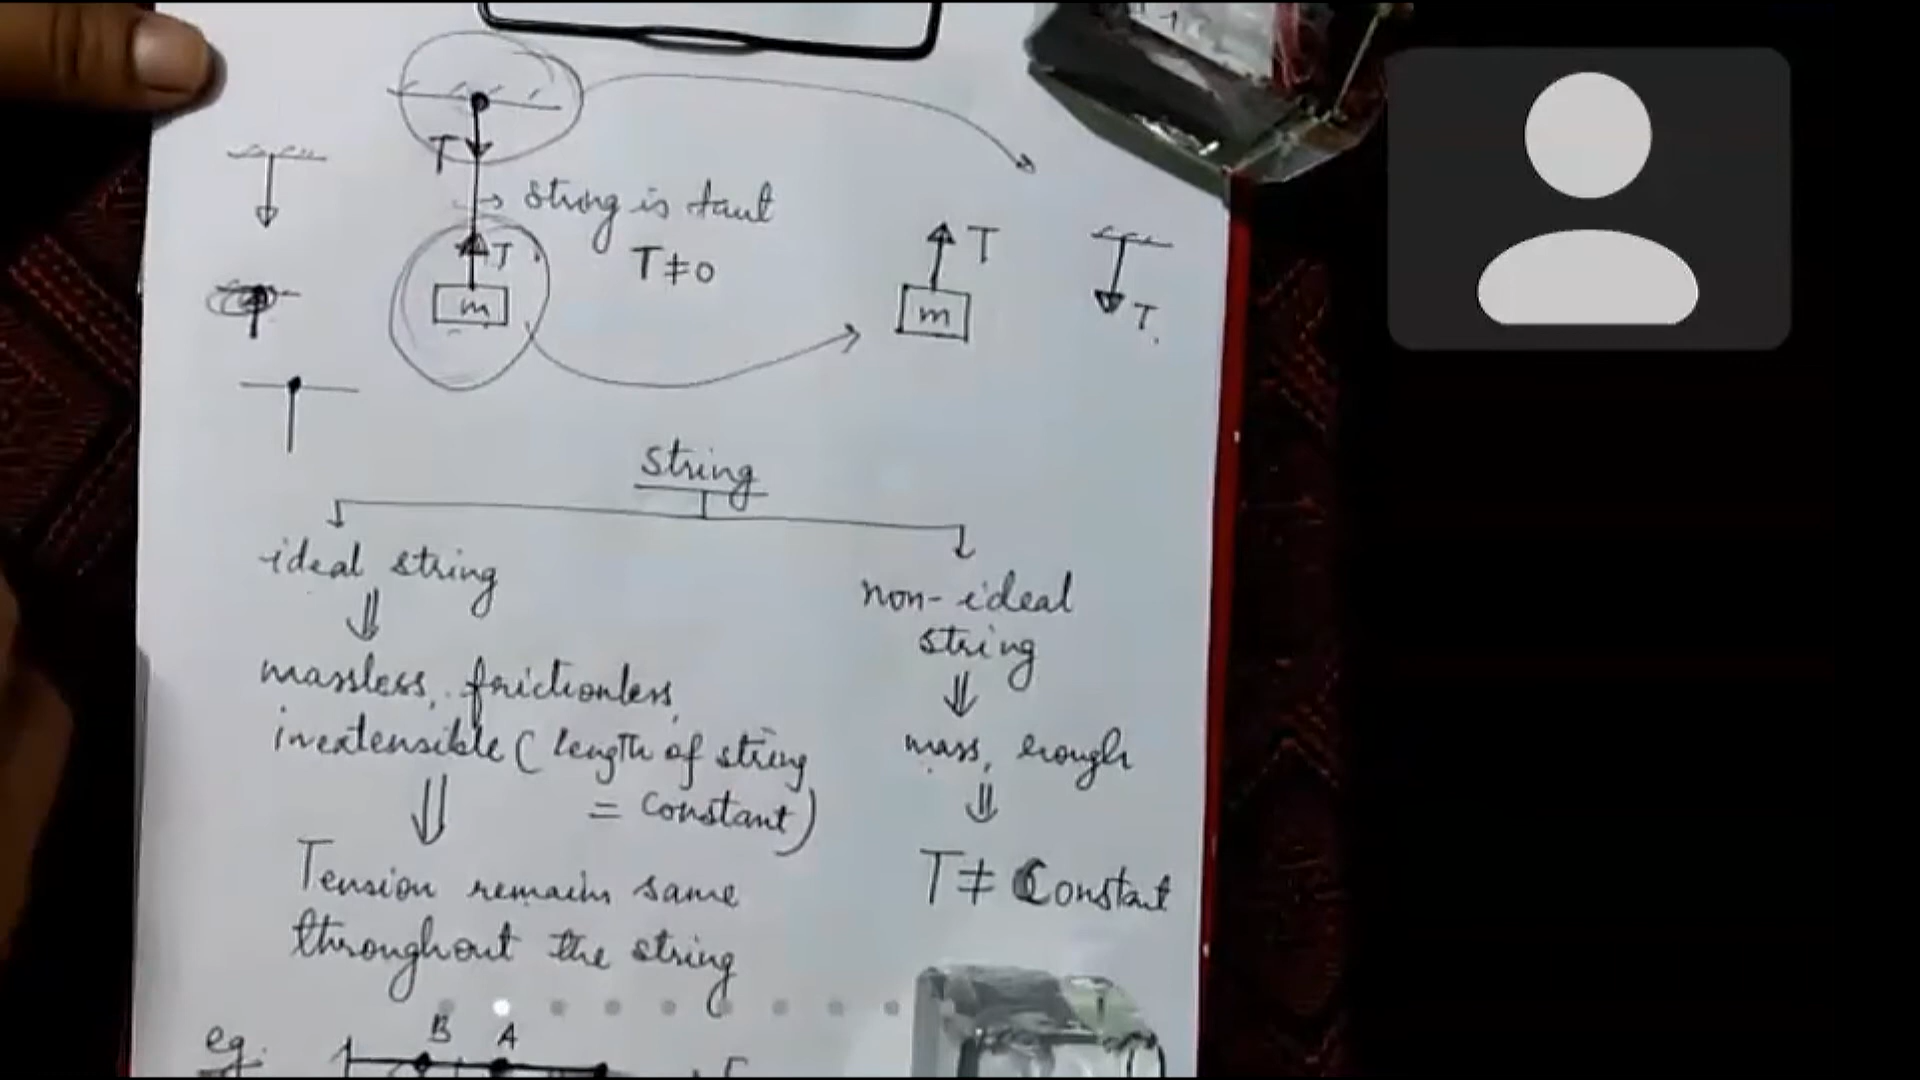 T
string is taut
T
T ≠ 0
m
T
m
T.
string
ideal string
non-ideal
string
massless, frictionless,
inextensible ( length of string
= constant)
mass, rough
Tension remains same
throughout the string
T ≠ Constant
eg.
B A